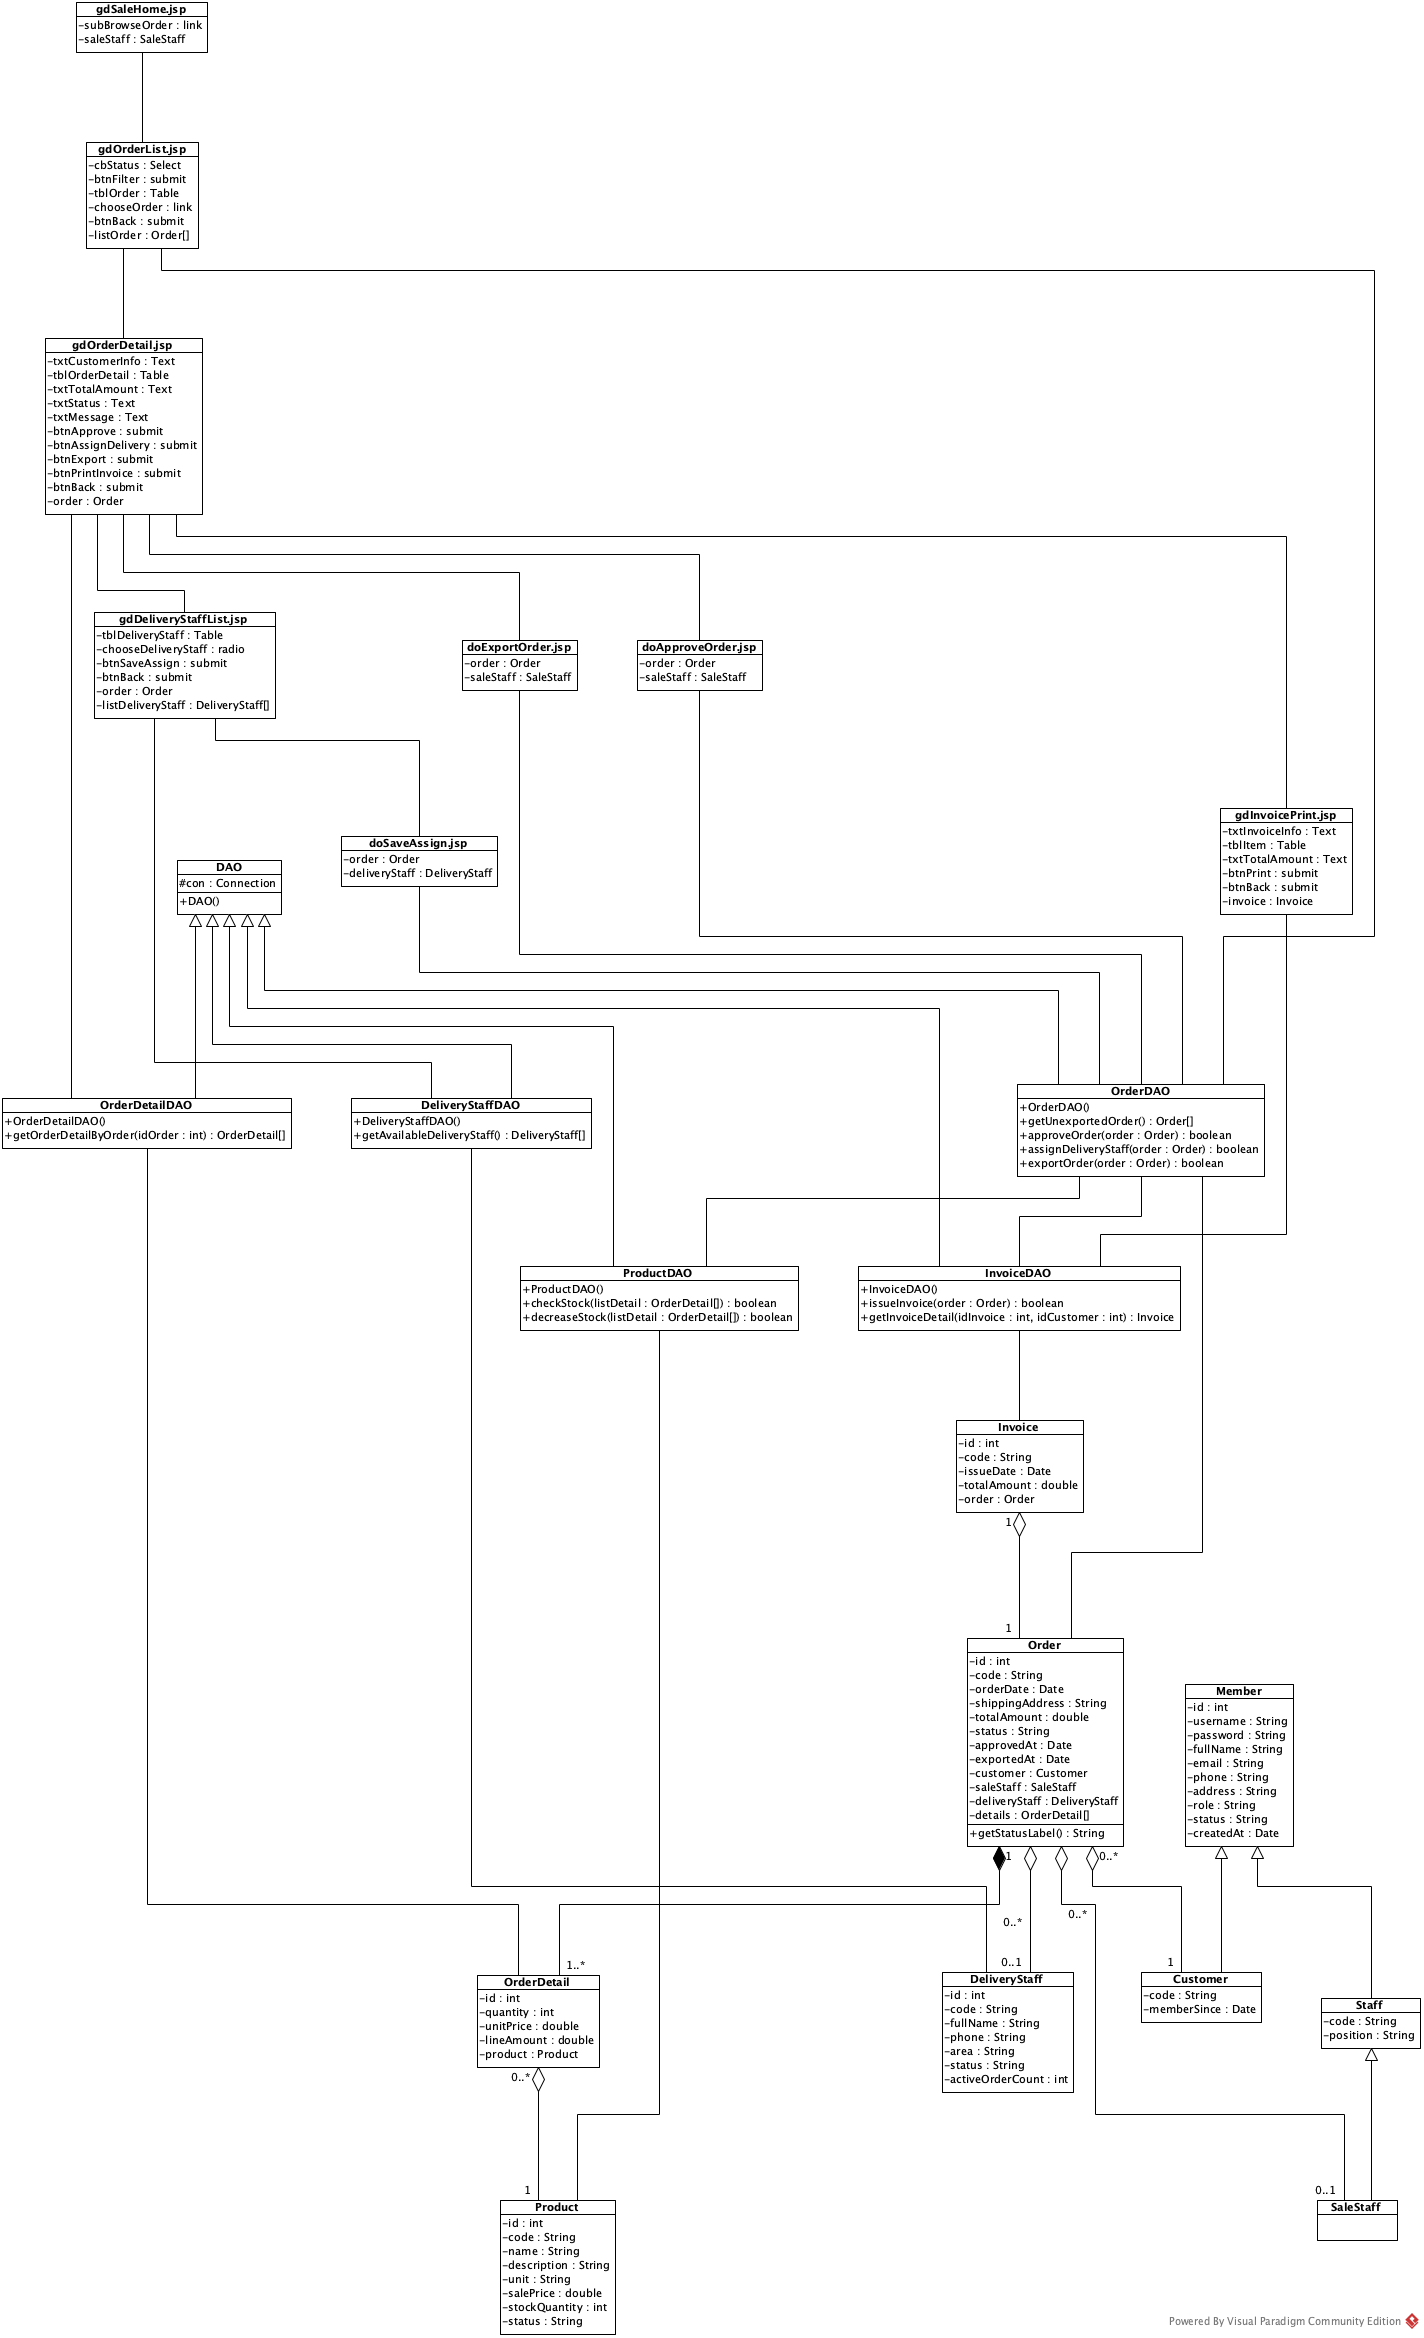 gdSaleHome.jsp
-subBrowseOrder : link
-saleStaff : SaleStaff
gdOrderList.jsp
-cbStatus : Select
-btnFilter : submit
-tblOrder : Table
-chooseOrder : link
-btnBack : submit
-listOrder : Order[]
gdOrderDetail.jsp
-txtCustomerInfo : Text
-tblOrderDetail : Table
-txtTotalAmount : Text
-txtStatus : Text
-txtMessage : Text
-btnApprove : submit
-btnAssignDelivery : submit
-btnExport : submit
-btnPrintInvoice : submit
-btnBack : submit
-order : Order
gdDeliveryStaffList.jsp
-tblDeliveryStaff : Table
-chooseDeliveryStaff : radio
-btnSaveAssign : submit
-btnBack : submit
-order : Order
-listDeliveryStaff : DeliveryStaff[]
doExportOrder.jsp
-order : Order
-saleStaff : SaleStaff
doApproveOrder.jsp
-order : Order
-saleStaff : SaleStaff
gdInvoicePrint.jsp
-txtInvoiceInfo : Text
-tblItem : Table
-txtTotalAmount : Text
-btnPrint : submit
-btnBack : submit
-invoice : Invoice
doSaveAssign.jsp
-order : Order
-deliveryStaff : DeliveryStaff
DAO
#con : Connection
+DAO()
OrderDetailDAO
+OrderDetailDAO()
+getOrderDetailByOrder(idOrder : int) : OrderDetail[]
DeliveryStaffDAO
+DeliveryStaffDAO()
+getAvailableDeliveryStaff() : DeliveryStaff[]
OrderDAO
+OrderDAO()
+getUnexportedOrder() : Order[]
+approveOrder(order : Order) : boolean
+assignDeliveryStaff(order : Order) : boolean
+exportOrder(order : Order) : boolean
ProductDAO
+ProductDAO()
+checkStock(listDetail : OrderDetail[]) : boolean
+decreaseStock(listDetail : OrderDetail[]) : boolean
InvoiceDAO
+InvoiceDAO()
+issueInvoice(order : Order) : boolean
+getInvoiceDetail(idInvoice : int, idCustomer : int) : Invoice
Invoice
-id : int
-code : String
-issueDate : Date
-totalAmount : double
-order : Order
1
1
Order
-id : int
-code : String
-orderDate : Date
-shippingAddress : String
-totalAmount : double
-status : String
-approvedAt : Date
-exportedAt : Date
-customer : Customer
-saleStaff : SaleStaff
-deliveryStaff : DeliveryStaff
-details : OrderDetail[]
+getStatusLabel() : String
Member
-id : int
-username : String
-password : String
-fullName : String
-email : String
-phone : String
-address : String
-role : String
-status : String
-createdAt : Date
1
0..*
0..*
0..*
1..*
0..1
1
OrderDetail
-id : int
-quantity : int
-unitPrice : double
-lineAmount : double
-product : Product
DeliveryStaff
-id : int
-code : String
-fullName : String
-phone : String
-area : String
-status : String
-activeOrderCount : int
Customer
-code : String
-memberSince : Date
Staff
-code : String
-position : String
0..*
1
0..1
Product
-id : int
-code : String
-name : String
-description : String
-unit : String
-salePrice : double
-stockQuantity : int
-status : String
SaleStaff
Powered By Visual Paradigm Community Edition